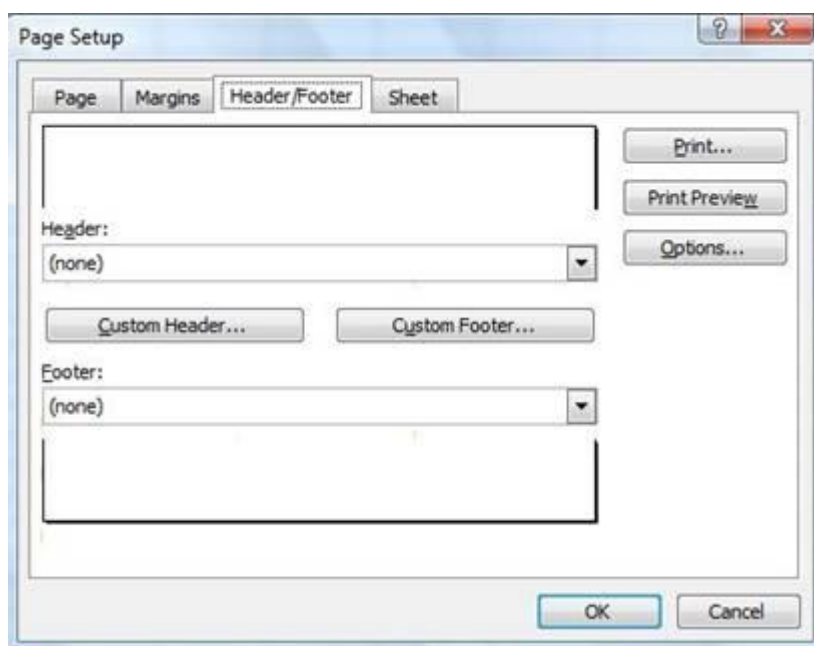 Page Setup
Page Margins Header/Footer Sheet
Print...
Print Preview
Options...
Header:
(none)
Custom Header... Custom Footer...
Footer:
(none)
OK Cancel